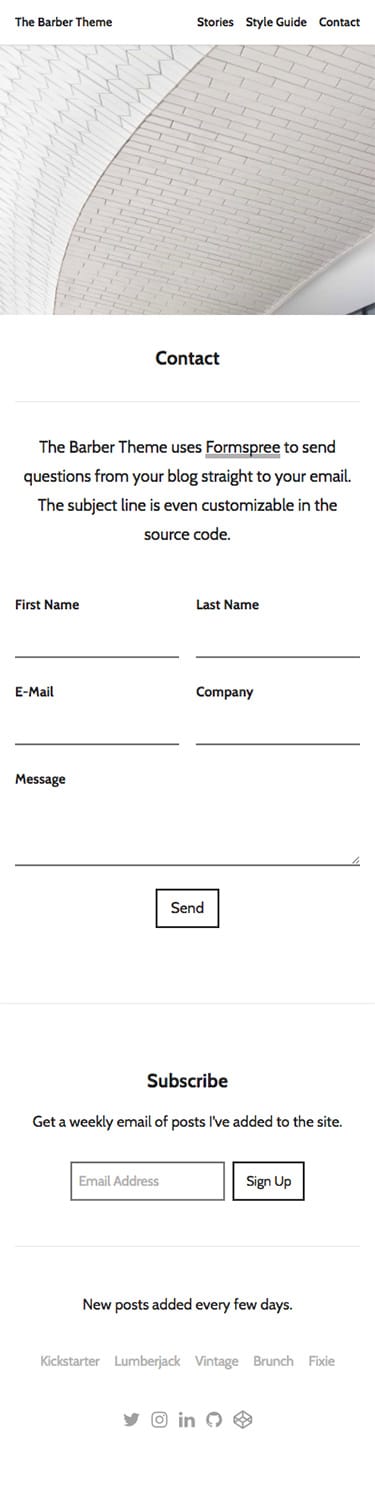 The Barber Theme Stories Style Guide Contact
Contact
The Barber Theme uses Formspree to send
questions from your blog straight to your email.
The subject line is even customizable in the
source code.
First Name Last Name
E-Mail Company
Message
Send
Subscribe
Get a weekly email of posts I've added to the site.
Email Address Sign Up
New posts added every few days.
Kickstarter Lumberjack Vintage Brunch Fixie
in